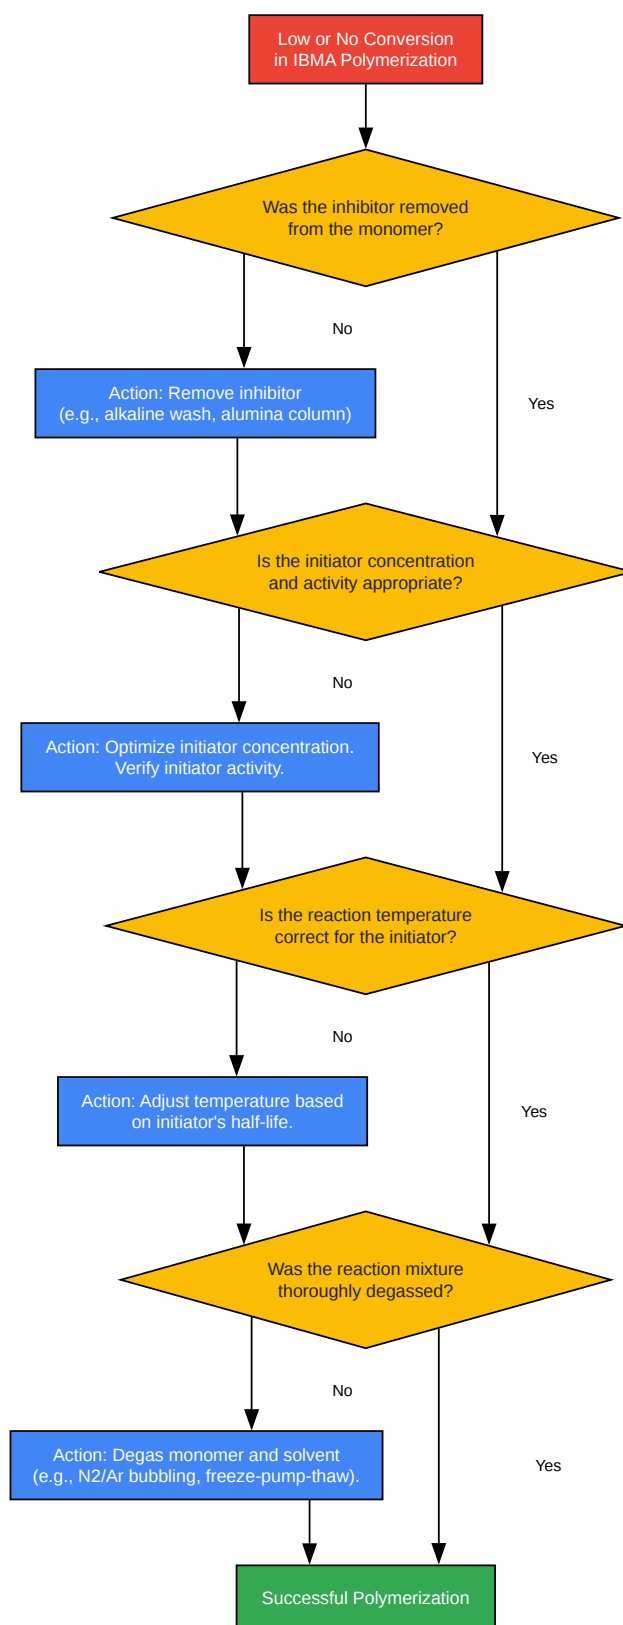 Low or No Conversion
in IBMA Polymerization
Was the inhibitor removed
from the monomer?
No
Action: Remove inhibitor
(e.g., alkaline wash, alumina column)
Yes
Is the initiator concentration
and activity appropriate?
No
Action: Optimize initiator concentration.
Verify initiator activity.
Yes
Is the reaction temperature
correct for the initiator?
No
Action: Adjust temperature based
on initiator's half-life.
Yes
Was the reaction mixture
thoroughly degassed?
No
Action: Degas monomer and solvent
(e.g., N2/Ar bubbling, freeze-pump-thaw).
Yes
Successful Polymerization